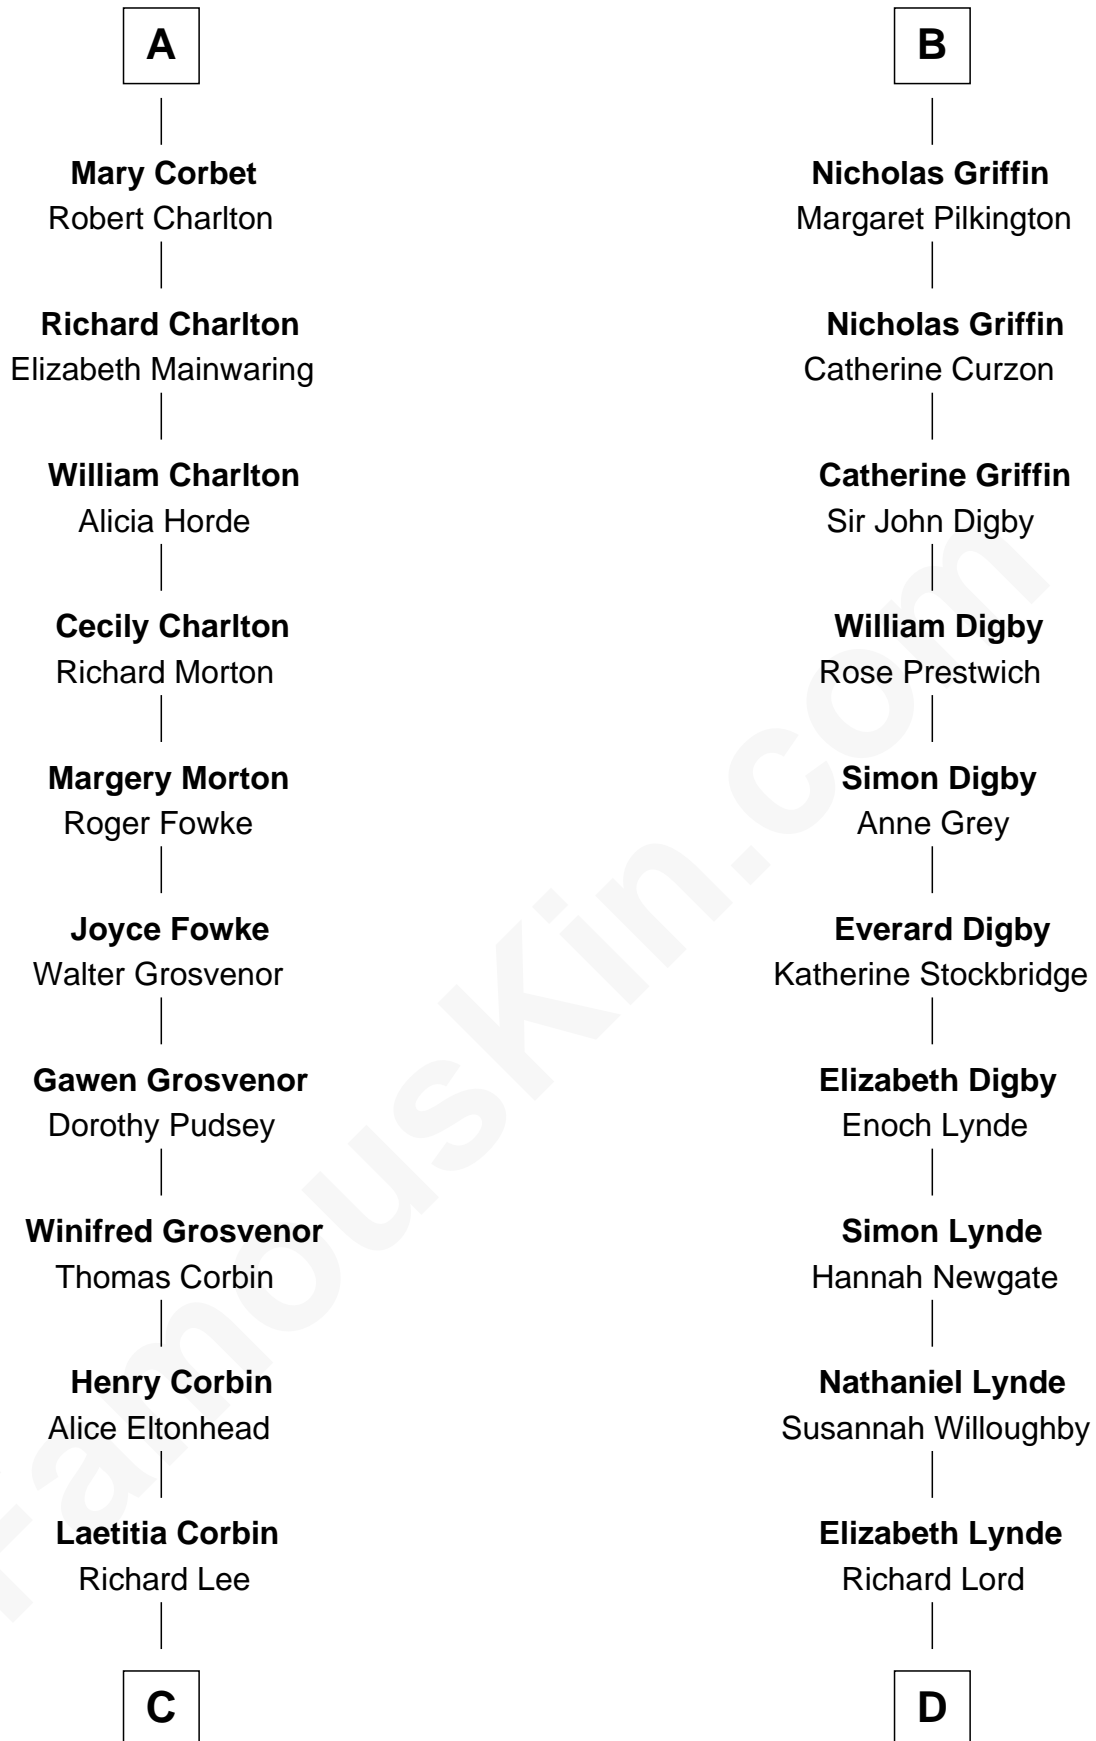 A
Mary Corbet
Robert Charlton
Richard Charlton
Elizabeth Mainwaring
William Charlton
Alicia Horde
Cecily Charlton
Richard Morton
Margery Morton
Roger Fowke
Joyce Fowke
Walter Grosvenor
Gawen Grosvenor
Dorothy Pudsey
Winifred Grosvenor
Thomas Corbin
Henry Corbin
Alice Eltonhead
Laetitia Corbin
Richard Lee
C
B
Nicholas Griffin
Margaret Pilkington
Nicholas Griffin
Catherine Curzon
Catherine Griffin
Sir John Digby
William Digby
Rose Prestwich
Simon Digby
Anne Grey
Everard Digby
Katherine Stockbridge
Elizabeth Digby
Enoch Lynde
Simon Lynde
Hannah Newgate
Nathaniel Lynde
Susannah Willoughby
Elizabeth Lynde
Richard Lord
D
FamousKin.com